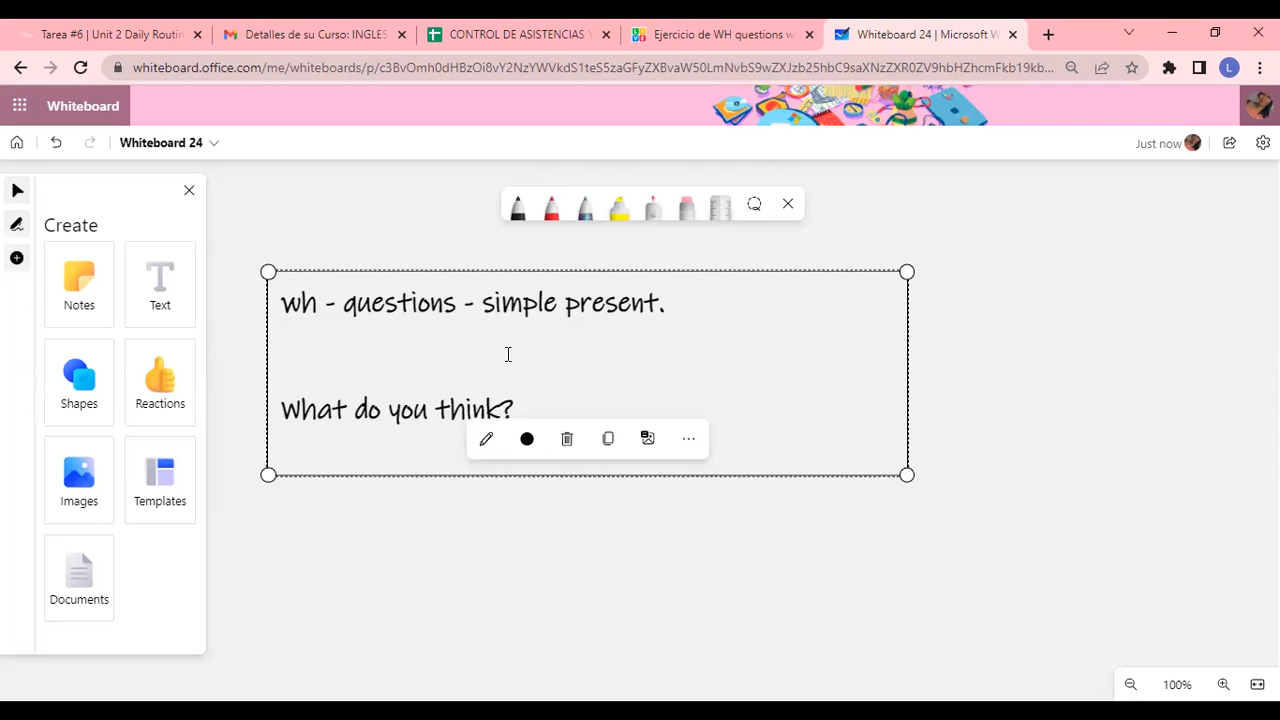 Tarea #6 | Unit 2 Daily Routin
Detalles de su Curso: INGLES
CONTROL DE ASISTENCIAS
Ejercicio de WH questions w
Whiteboard 24 | Microsoft W
whiteboard.office.com/me/whiteboards/p/
L
Whiteboard
Whiteboard 24
Just now
Create
Notes
Text
Shapes
Reactions
Images
Templates
Documents
wh - questions - simple present.
What do you think?
100%